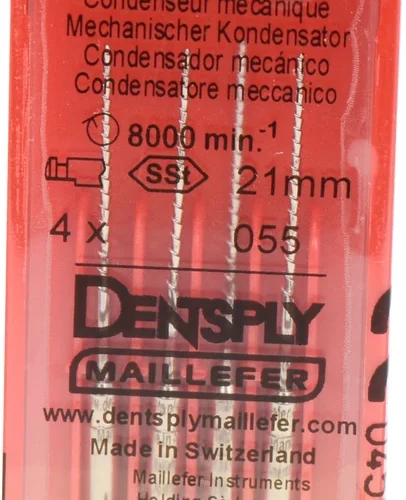 Condenseur mécanique
Mechanischer Kondensator
Condensador mecánico
Condensatore meccanico
8000 min.⁻¹
SSt 21mm
4 x 055
DENTSPLY
MAILLEFER
www.dentsplymaillefer.com
Made in Switzerland
Maillefer Instruments